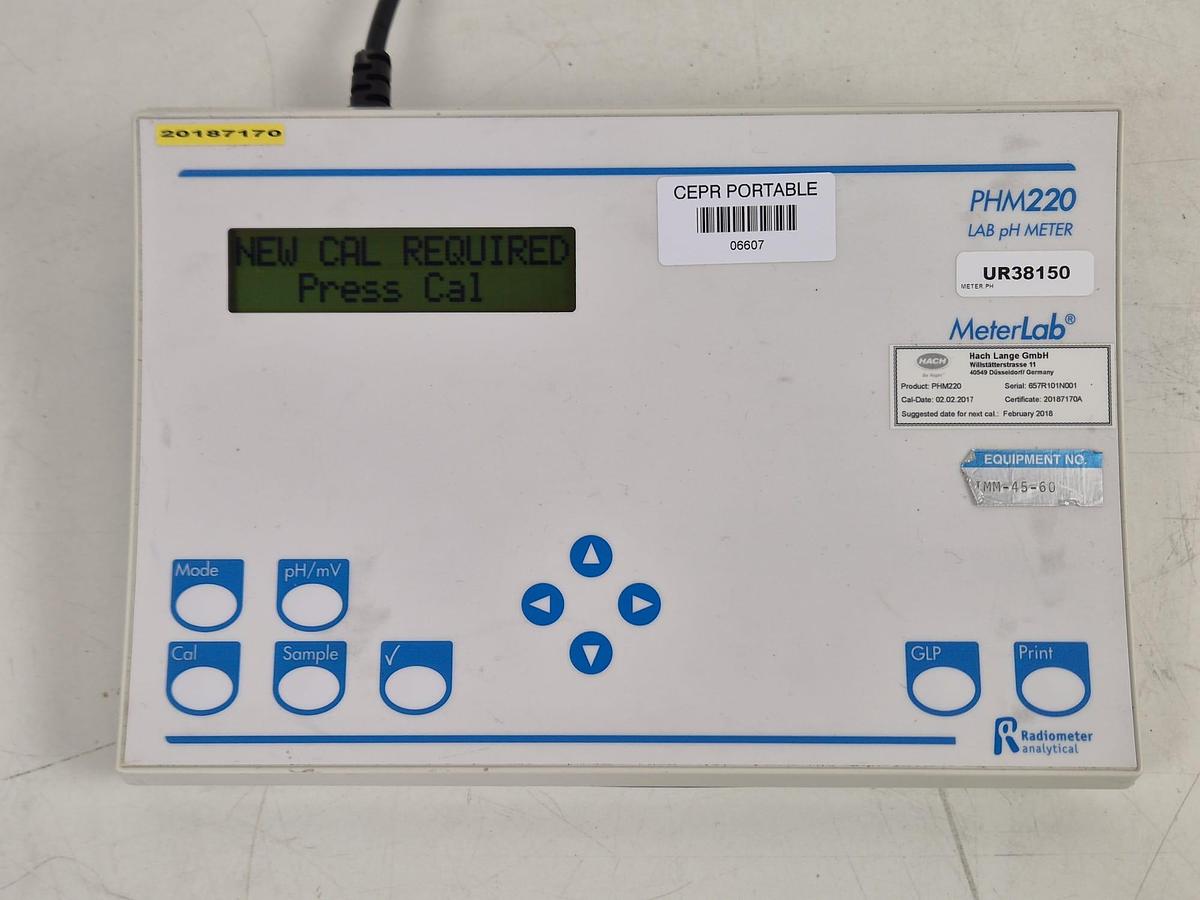 20187170
CEPR PORTABLE
06607
PHM220
LAB pH METER
NEW CAL REQUIRED
Press Cal
UR38150
METER PH
MeterLab®
HACH
Be Right™
Hach Lange GmbH
Willstätterstrasse 11
40549 Düsseldorf/ Germany
Product: PHM220 Serial: 657R101N001
Cal-Date: 02.02.2017 Certificate: 20187170A
Suggested date for next cal.: February 2018
EQUIPMENT NO.
IMM-45-60
Mode
pH/mV
Cal
Sample
✓
GLP
Print
Radiometer
analytical